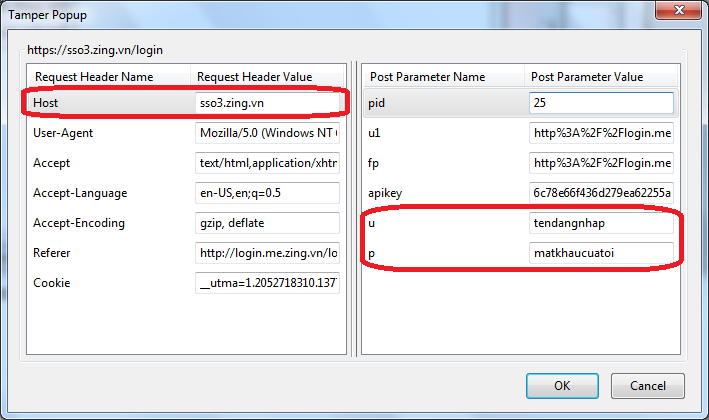 Tamper Popup
https://sso3.zing.vn/login
Request Header Name Request Header Value
Host sso3.zing.vn
User-Agent Mozilla/5.0 (Windows NT
Accept text/html,application/xhtm
Accept-Language en-US,en;q=0.5
Accept-Encoding gzip, deflate
Referer http://login.me.zing.vn/lo
Cookie __utma=1.2052718310.137
Post Parameter Name Post Parameter Value
pid 25
u1 http%3A%2F%2Flogin.me
fp http%3A%2F%2Flogin.me
apikey 6c78e66f436d279ea62255a
u tendangnhap
p matkhaucuatoi
OK Cancel